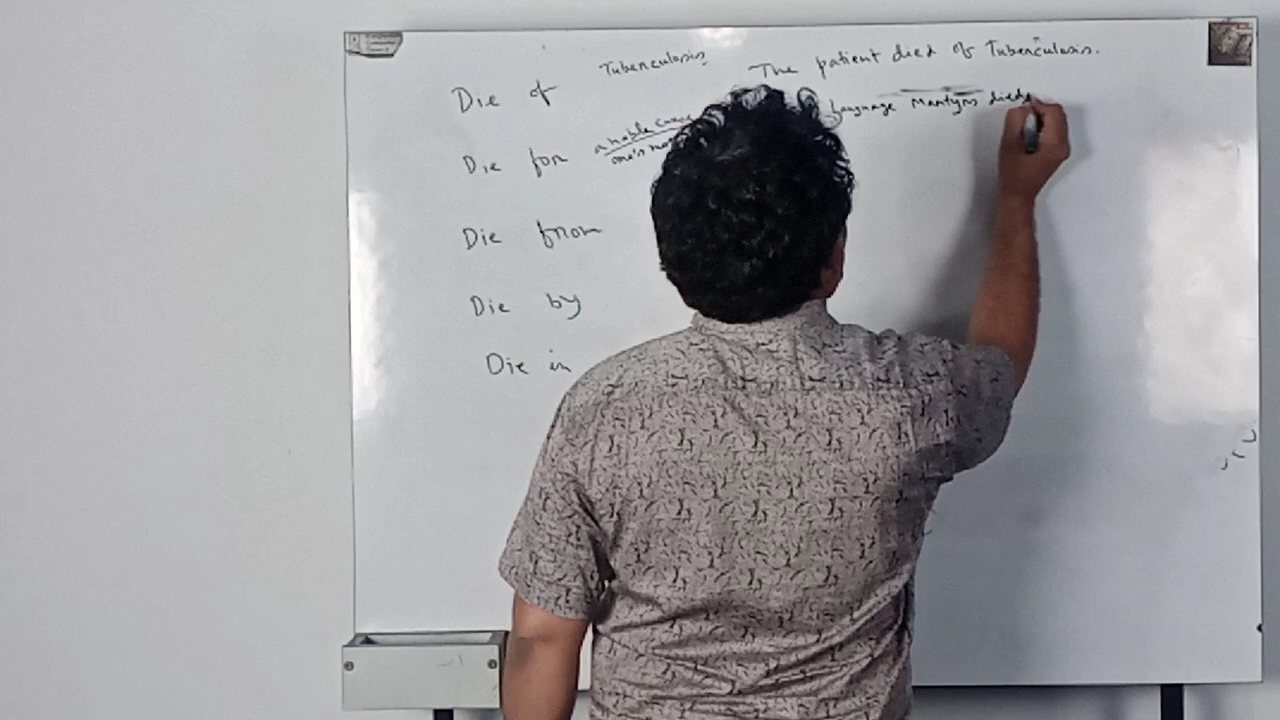 Die of Tuberculosis, The patient died of Tuberculosis.
Die for a noble cause
one's
Language Martyrs died
Die from
Die by
Die in